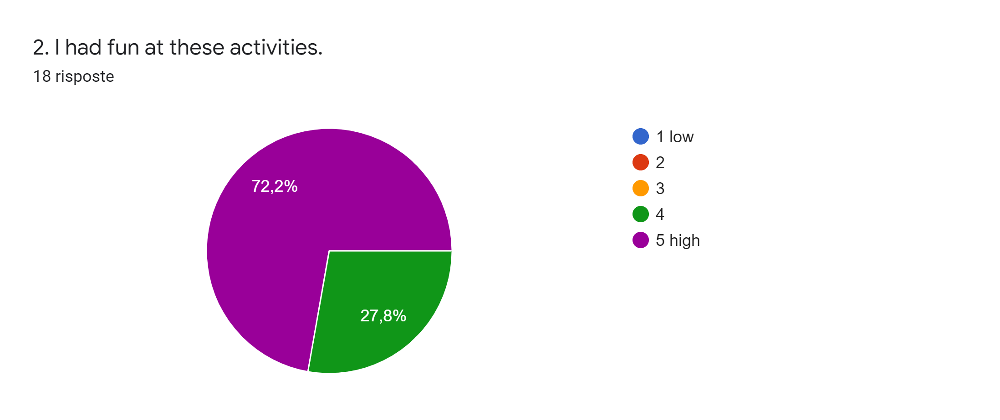 2. I had fun at these activities.
18 risposte
72,2%
27,8%
1 low
2
3
4
5 high